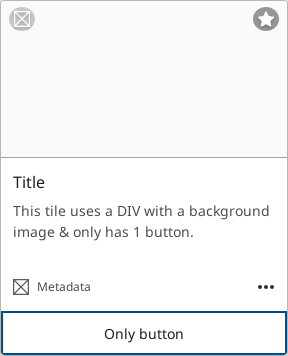 Title
This tile uses a DIV with a background
image & only has 1 button.
Metadata
Only button